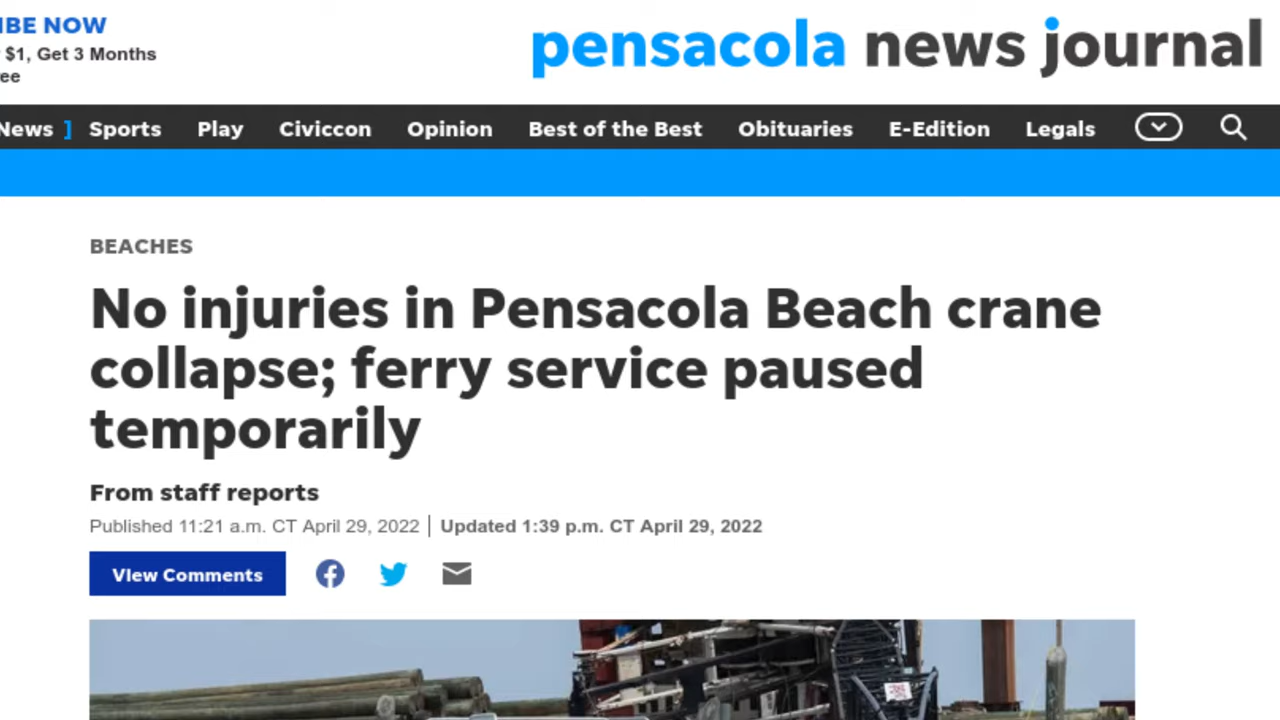 IBE NOW
$1, Get 3 Months
ee
pensacola news journal
News ] Sports Play Civiccon Opinion Best of the Best Obituaries E-Edition Legals
BEACHES
No injuries in Pensacola Beach crane
collapse; ferry service paused
temporarily
From staff reports
Published 11:21 a.m. CT April 29, 2022 | Updated 1:39 p.m. CT April 29, 2022
VIew Comments